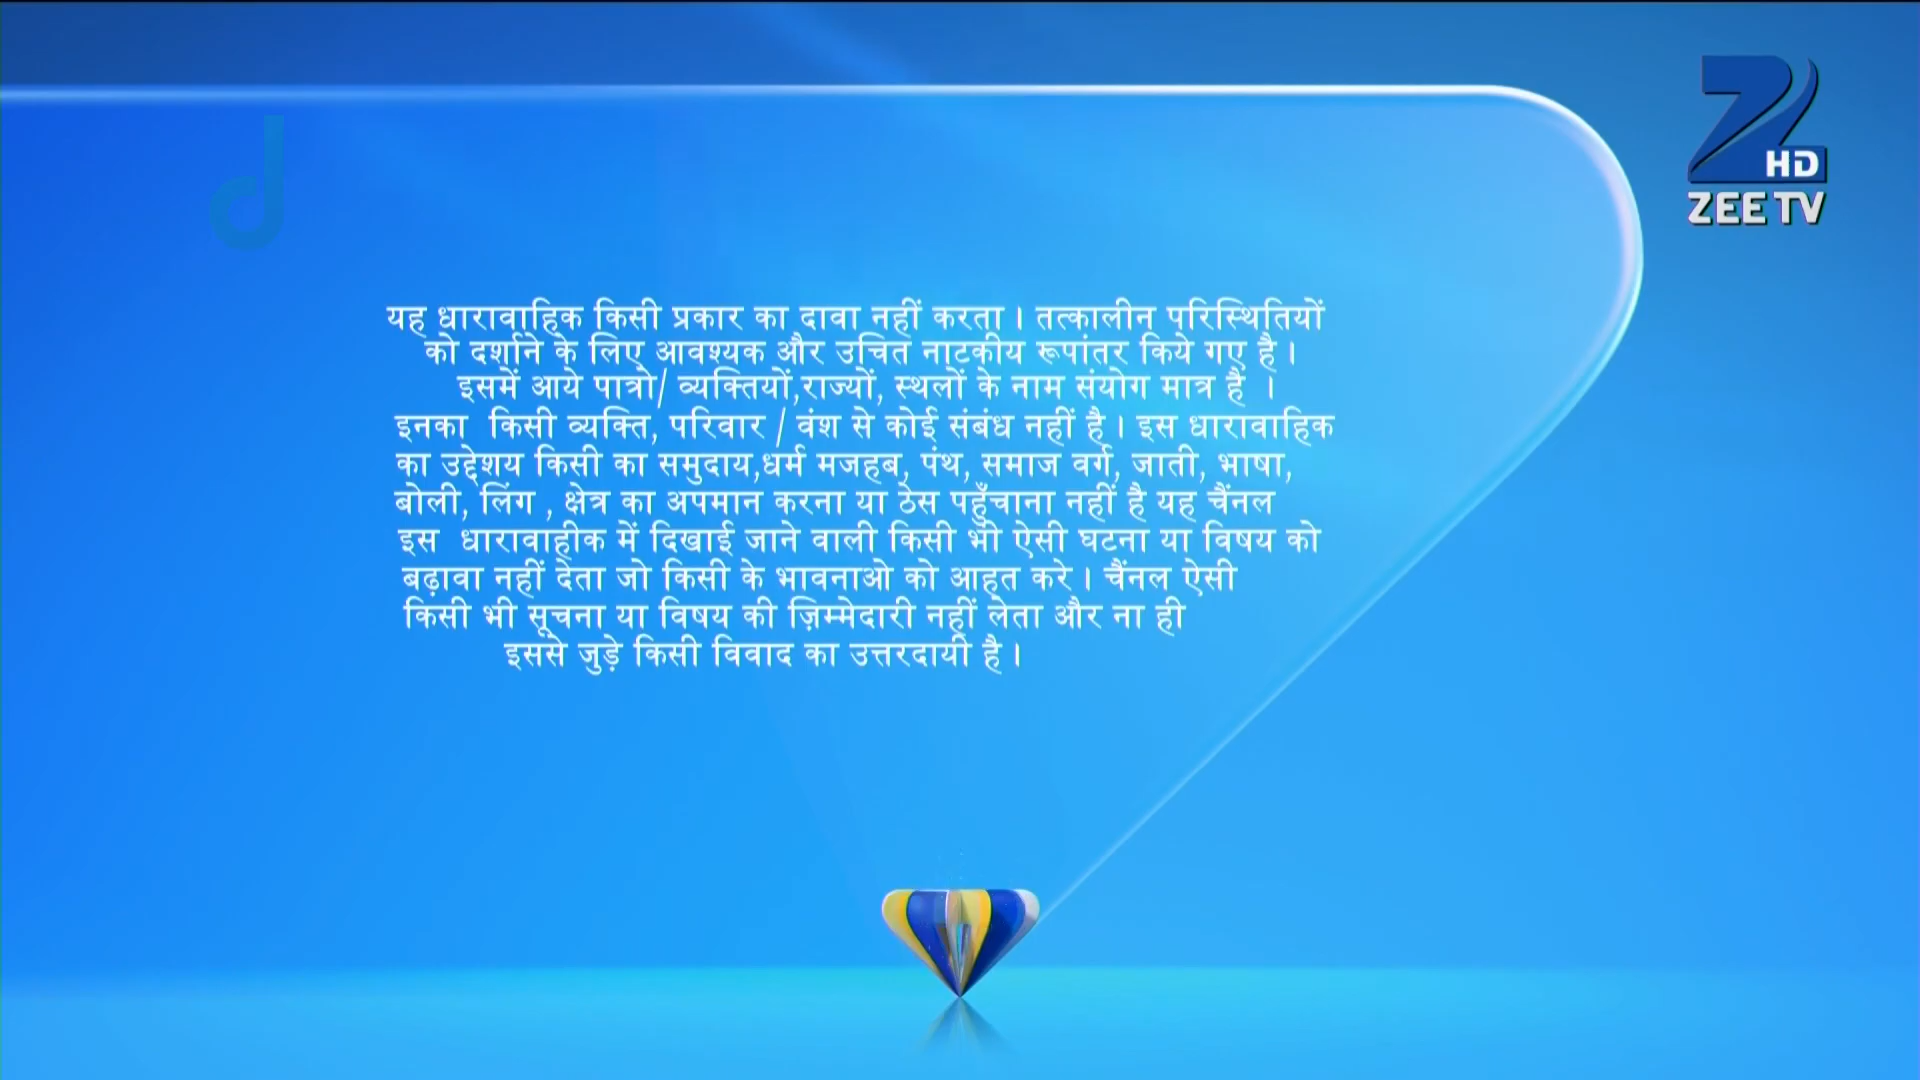 HD
ZEE TV
यह धारावाहिक किसी प्रकार का दावा नहीं करता । तत्कालीन परिस्थितियों
को दर्शाने के लिए आवश्यक और उचित नाटकीय रूपांतर किये गए है ।
इसमें आये पात्रो/ व्यक्तियों,राज्यों, स्थलों के नाम संयोग मात्र हैं ।
इनका किसी व्यक्ति, परिवार / वंश से कोई संबंध नहीं है । इस धारावाहिक
का उद्देशय किसी का समुदाय,धर्म मजहब, पंथ, समाज वर्ग, जाती, भाषा,
बोली, लिंग , क्षेत्र का अपमान करना या ठेस पहुँचाना नहीं है यह चैंनल
इस धारावाहीक में दिखाई जाने वाली किसी भी ऐसी घटना या विषय को
बढ़ावा नहीं देता जो किसी के भावनाओ को आहत करे । चैंनल ऐसी
किसी भी सूचना या विषय की ज़िम्मेदारी नहीं लेता और ना ही
इससे जुड़े किसी विवाद का उत्तरदायी है ।